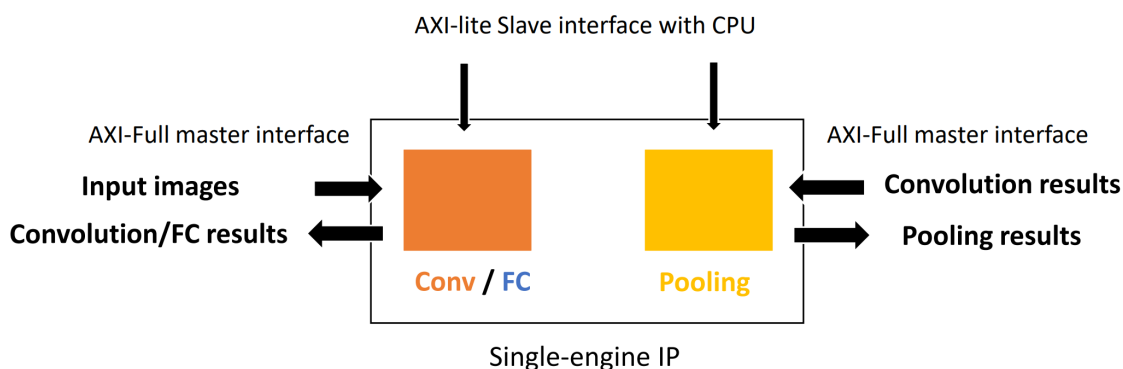 AXI-lite Slave interface with CPU
AXI-Full master interface
Input images
Convolution/FC results
Conv / FC
Pooling
AXI-Full master interface
Convolution results
Pooling results
Single-engine IP